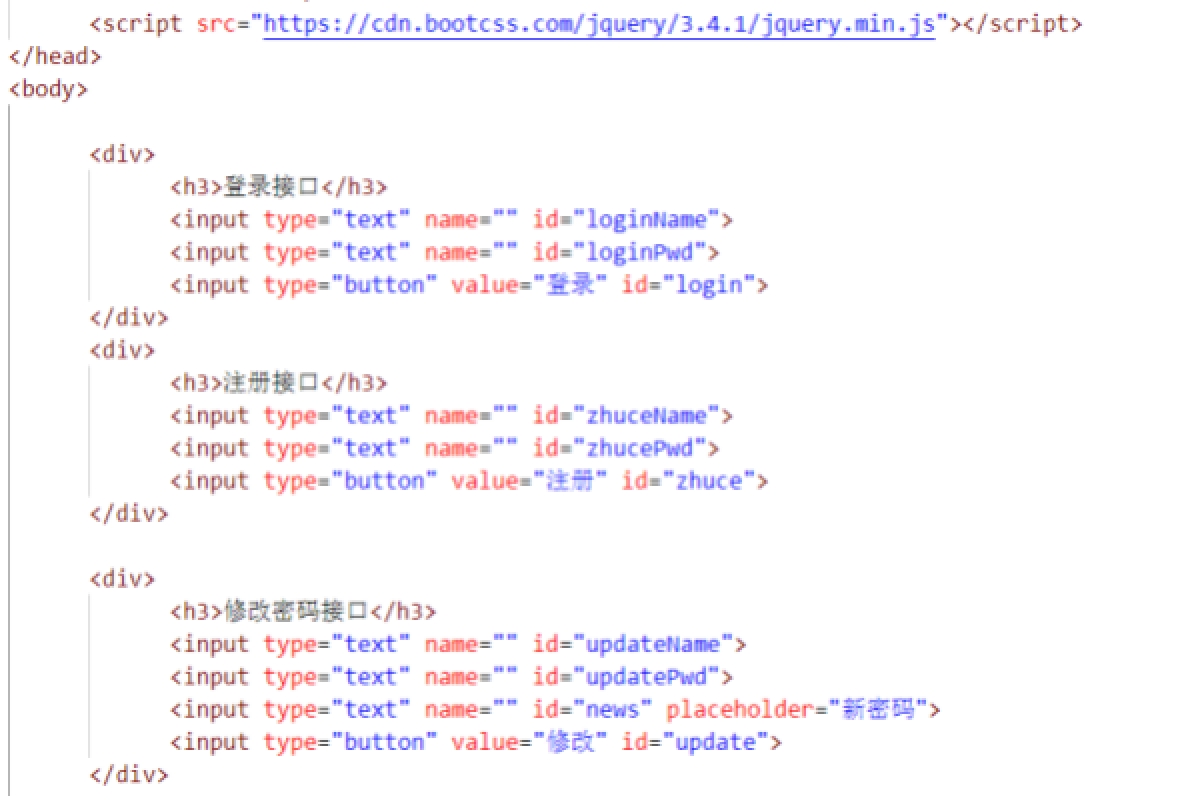 <script src="https://cdn.bootcss.com/jquery/3.4.1/jquery.min.js"></script>
</head>
<body>
<div>
<h3>登录接口</h3>
<input type="text" name="" id="loginName">
<input type="text" name="" id="loginPwd">
<input type="button" value="登录" id="login">
</div>
<div>
<h3>注册接口</h3>
<input type="text" name="" id="zhuceName">
<input type="text" name="" id="zhucePwd">
<input type="button" value="注册" id="zhuce">
</div>
<div>
<h3>修改密码接口</h3>
<input type="text" name="" id="updateName">
<input type="text" name="" id="updatePwd">
<input type="text" name="" id="news" placeholder="新密码">
<input type="button" value="修改" id="update">
</div>